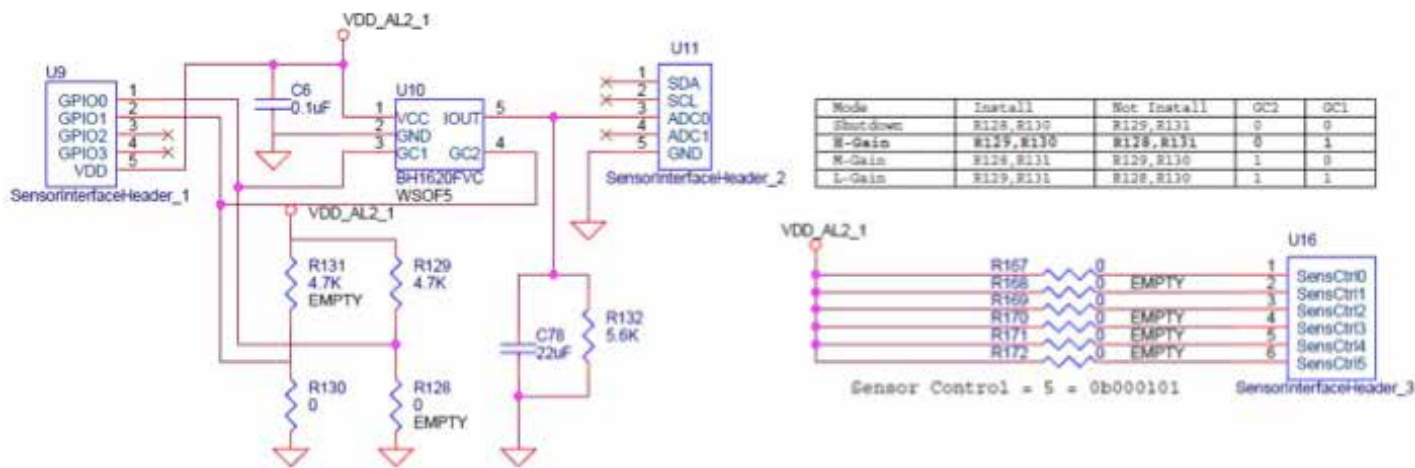 VDD_AL2_1
U9
1
GPIO0
2
GPIO1
3
GPIO2
4
GPIO3
5
VDD
SensorInterfaceHeader_1
C6
0.1uF
U10
1
VCC
IOUT
5
2
GND
3
GC1
GC2
4
BH1620FVC
WSOF5
U11
1
SDA
2
SCL
3
ADC0
4
ADC1
5
GND
SensorInterfaceHeader_2
VDD_AL2_1
R131
4.7K
EMPTY
R129
4.7K
R130
0
R128
0
EMPTY
C78
22uF
R132
5.6K
Mode Install Not Install GC2 GC1
Shutdown R128,R130 R129,R131 0 0
H-Gain R129,R130 R128,R131 0 1
M-Gain R128,R131 R129,R130 1 0
L-Gain R129,R131 R128,R130 1 1
VDD_AL2_1
U16
R167 0 1 SensCtrl0
R168 0 EMPTY 2 SensCtrl1
R169 0 3 SensCtrl2
R170 0 EMPTY 4 SensCtrl3
R171 0 EMPTY 5 SensCtrl4
R172 0 EMPTY 6 SensCtrl5
Sensor Control = 5 = 0b000101
SensorInterfaceHeader_3